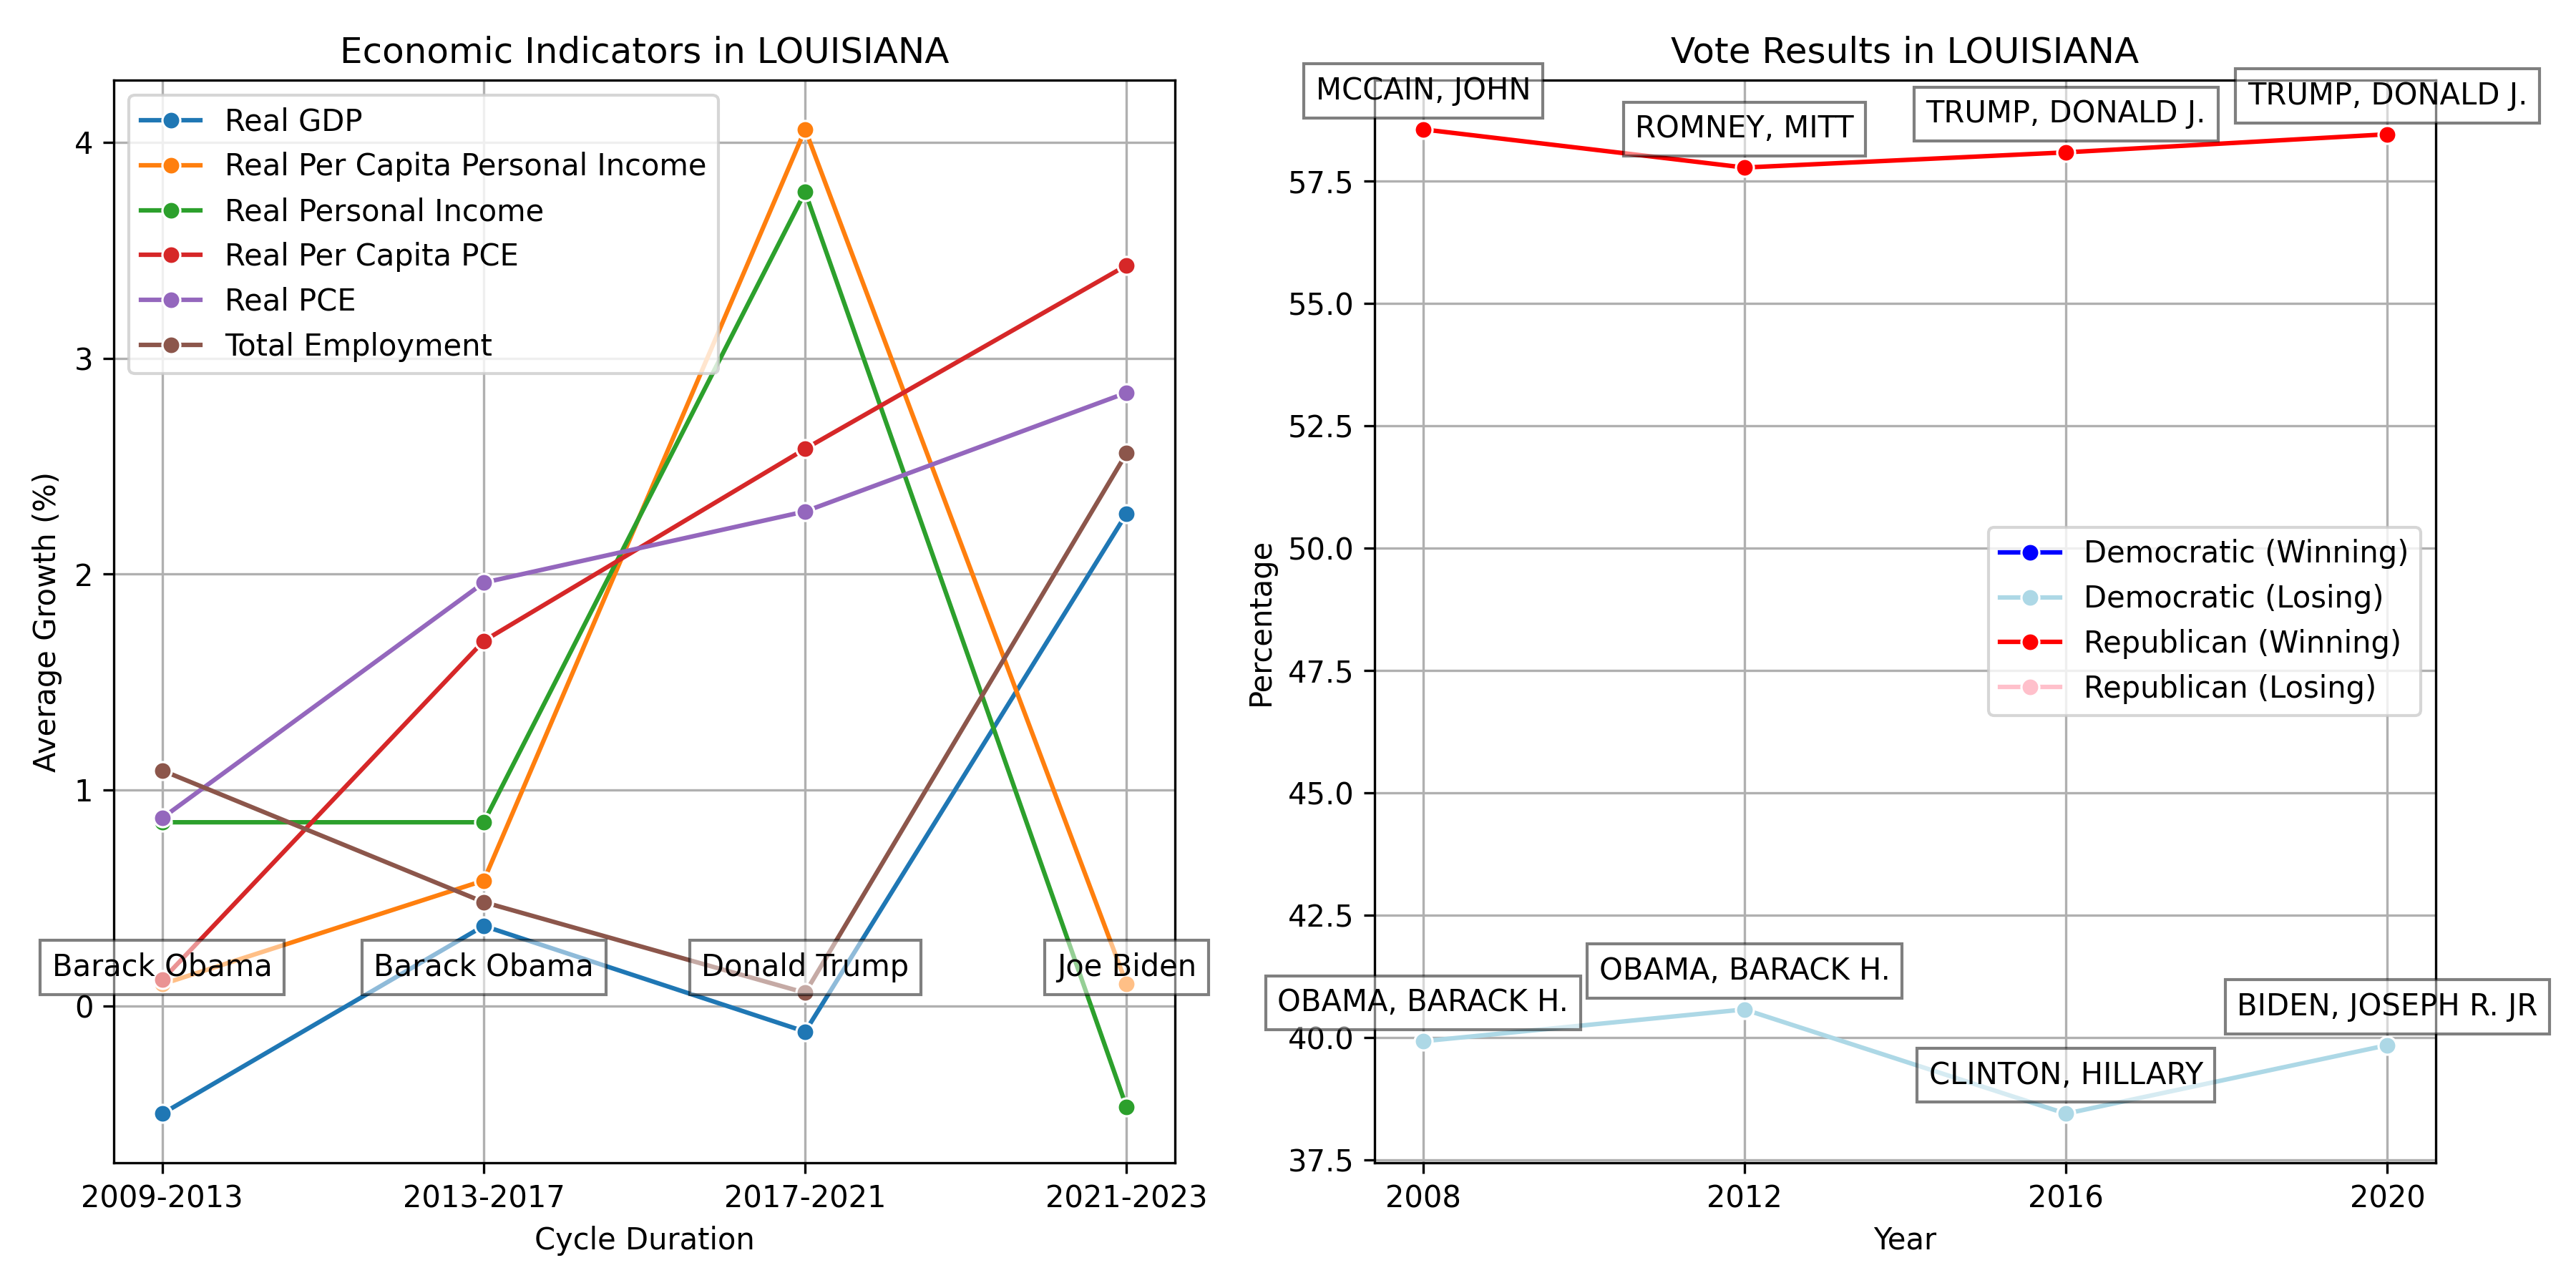 Economic Indicators in LOUISIANA
Real GDP
Real Per Capita Personal Income
Real Personal Income
Real Per Capita PCE
Real PCE
Total Employment
4
3
2
1
0
Average Growth (%)
Barack Obama
Barack Obama
Donald Trump
Joe Biden
2009-2013
2013-2017
2017-2021
2021-2023
Cycle Duration
Vote Results in LOUISIANA
MCCAIN, JOHN
ROMNEY, MITT
TRUMP, DONALD J.
TRUMP, DONALD J.
57.5
55.0
52.5
50.0
47.5
45.0
42.5
40.0
37.5
Percentage
Democratic (Winning)
Democratic (Losing)
Republican (Winning)
Republican (Losing)
OBAMA, BARACK H.
OBAMA, BARACK H.
CLINTON, HILLARY
BIDEN, JOSEPH R. JR
2008
2012
2016
2020
Year